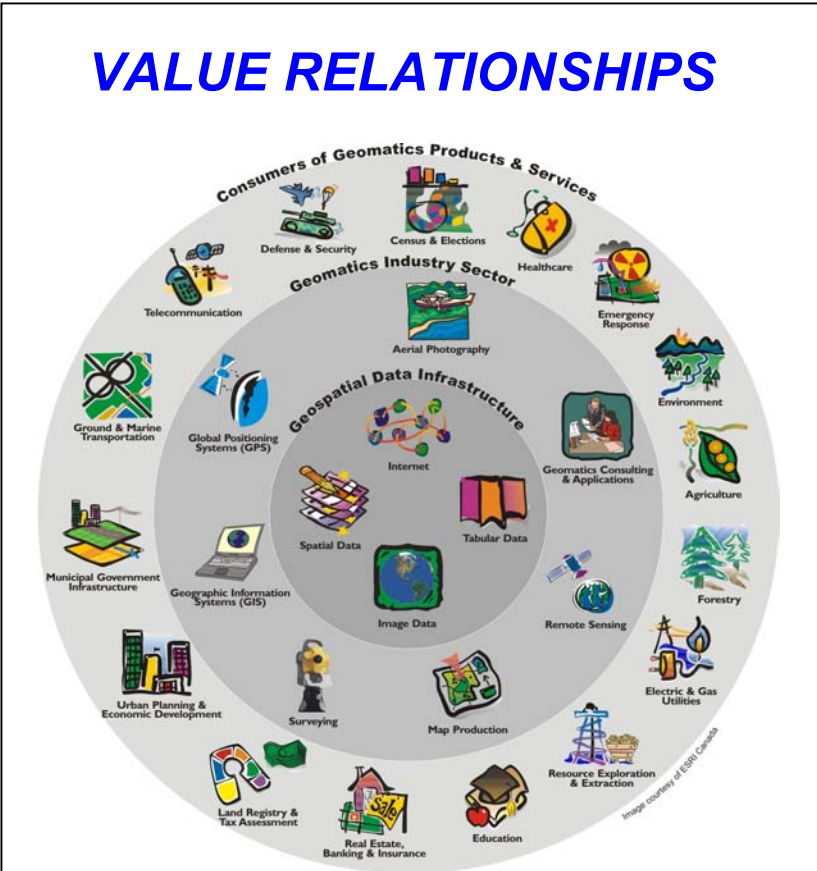 VALUE RELATIONSHIPS
Consumers of Geomatics Products & Services
Defense & Security
Census & Elections
Healthcare
Telecommunication
Emergency
Response
Geomatics Industry Sector
Aerial Photography
Environment
Ground & Marine
Transportation
Global Positioning
Systems (GPS)
Geospatial Data Infrastructure
Internet
Geomatics Consulting
& Applications
Agriculture
Spatial Data
Tabular Data
Municipal Government
Infrastructure
Geographic Information
Systems (GIS)
Image Data
Remote Sensing
Forestry
Urban Planning &
Economic Development
Surveying
Map Production
Electric & Gas
Utilities
Resource Exploration
& Extraction
Land Registry &
Tax Assessment
Sale
Real Estate,
Banking & Insurance
Education
Image courtesy of ESRI Canada